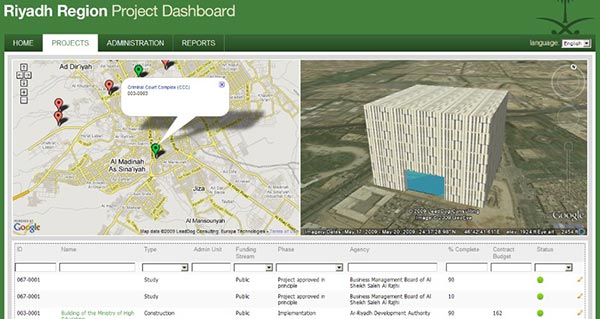 Riyadh Region Project Dashboard
HOME PROJECTS ADMINISTRATION REPORTS
language: English
Ad Dir'iyah
Criminal Court Complex (CCC)
003-0003
Al Madinah
As Sina'iyah
Jiza
Al Mansouriyah
POWERED BY
Google
Map data ©2009 LeadDog Consulting, Europa Technologies - Terms
© 2009 LeadDog Consulting
Image © 2009 GeoEye
Google
Imagery Dates: May 17, 2009 - May 20, 2009
ID Name Type Admin Unit Funding Stream Phase Agency % Complete Contract Budget Status
067-0001 Study Public Project approved in principle Business Management Board of Al Sheikh Saleh Al Rajhi 90
067-0001 Study Public Project approved in principle Business Management Board of Al Sheikh Saleh Al Rajhi 10
003-0001 Building of the Ministry of High Construction Public Implementation Ar-Riyadh Development Authority 90 162